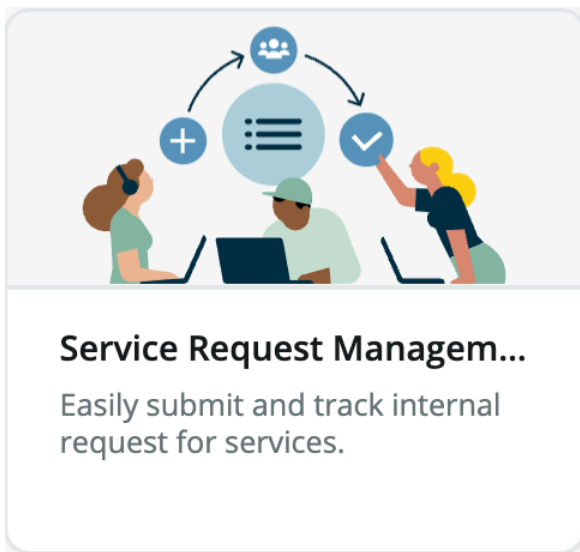 Service Request Managem...
Easily submit and track internal
request for services.